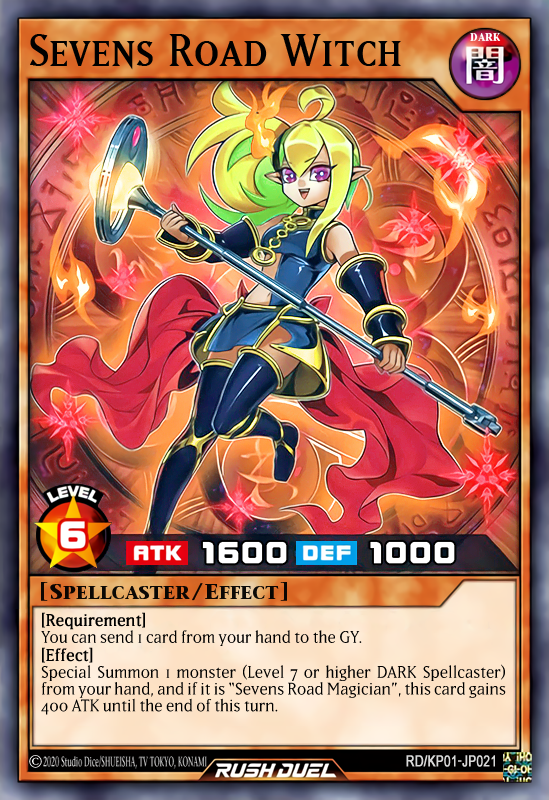 Sevens Road Witch
DARK
闇
LEVEL
6
ATK 1600 DEF 1000
[Spellcaster/Effect]
[Requirement]
You can send 1 card from your hand to the GY.
[Effect]
Special Summon 1 monster (Level 7 or higher DARK Spellcaster)
from your hand, and if it is “Sevens Road Magician”, this card gains
400 ATK until the end of this turn.
©2020 Studio Dice/SHUEISHA, TV TOKYO, KONAMI
RUSH DUEL
RD/KP01-JP021